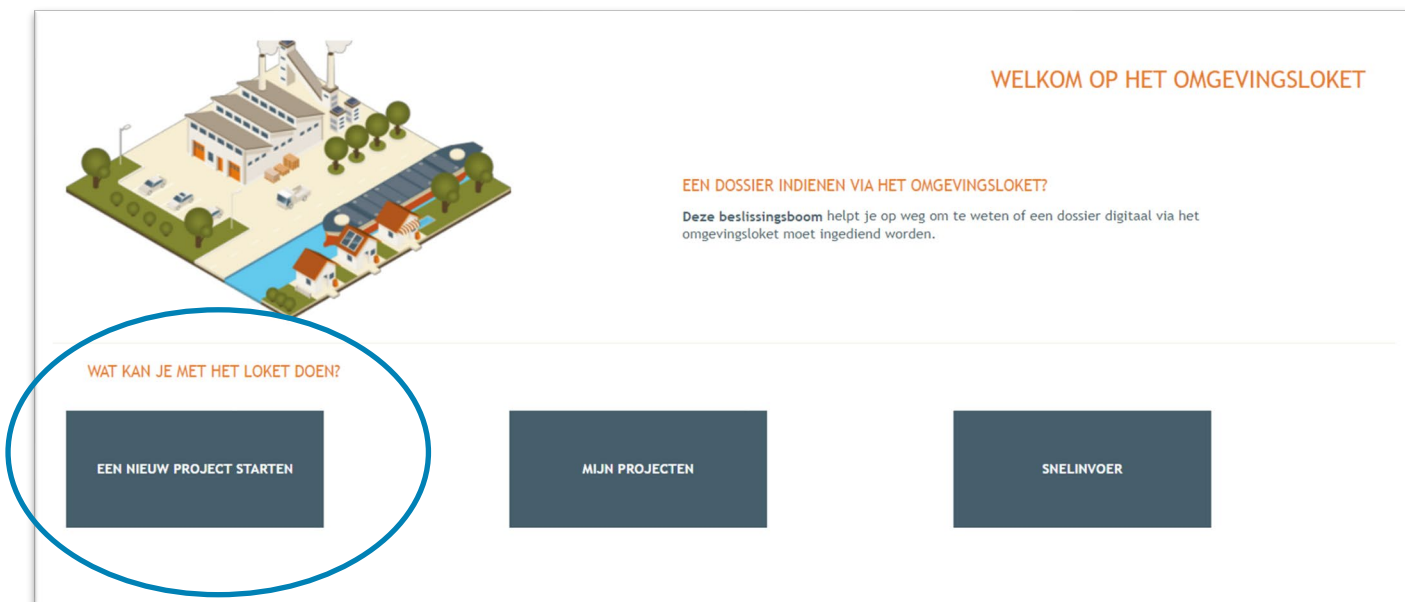 WELKOM OP HET OMGEVINGSLOKET
EEN DOSSIER INDIENEN VIA HET OMGEVINGSLOKET?
Deze beslissingsboom helpt je op weg om te weten of een dossier digitaal via het
omgevingsloket moet ingediend worden.
WAT KAN JE MET HET LOKET DOEN?
EEN NIEUW PROJECT STARTEN
MIJN PROJECTEN
SNELINVOER